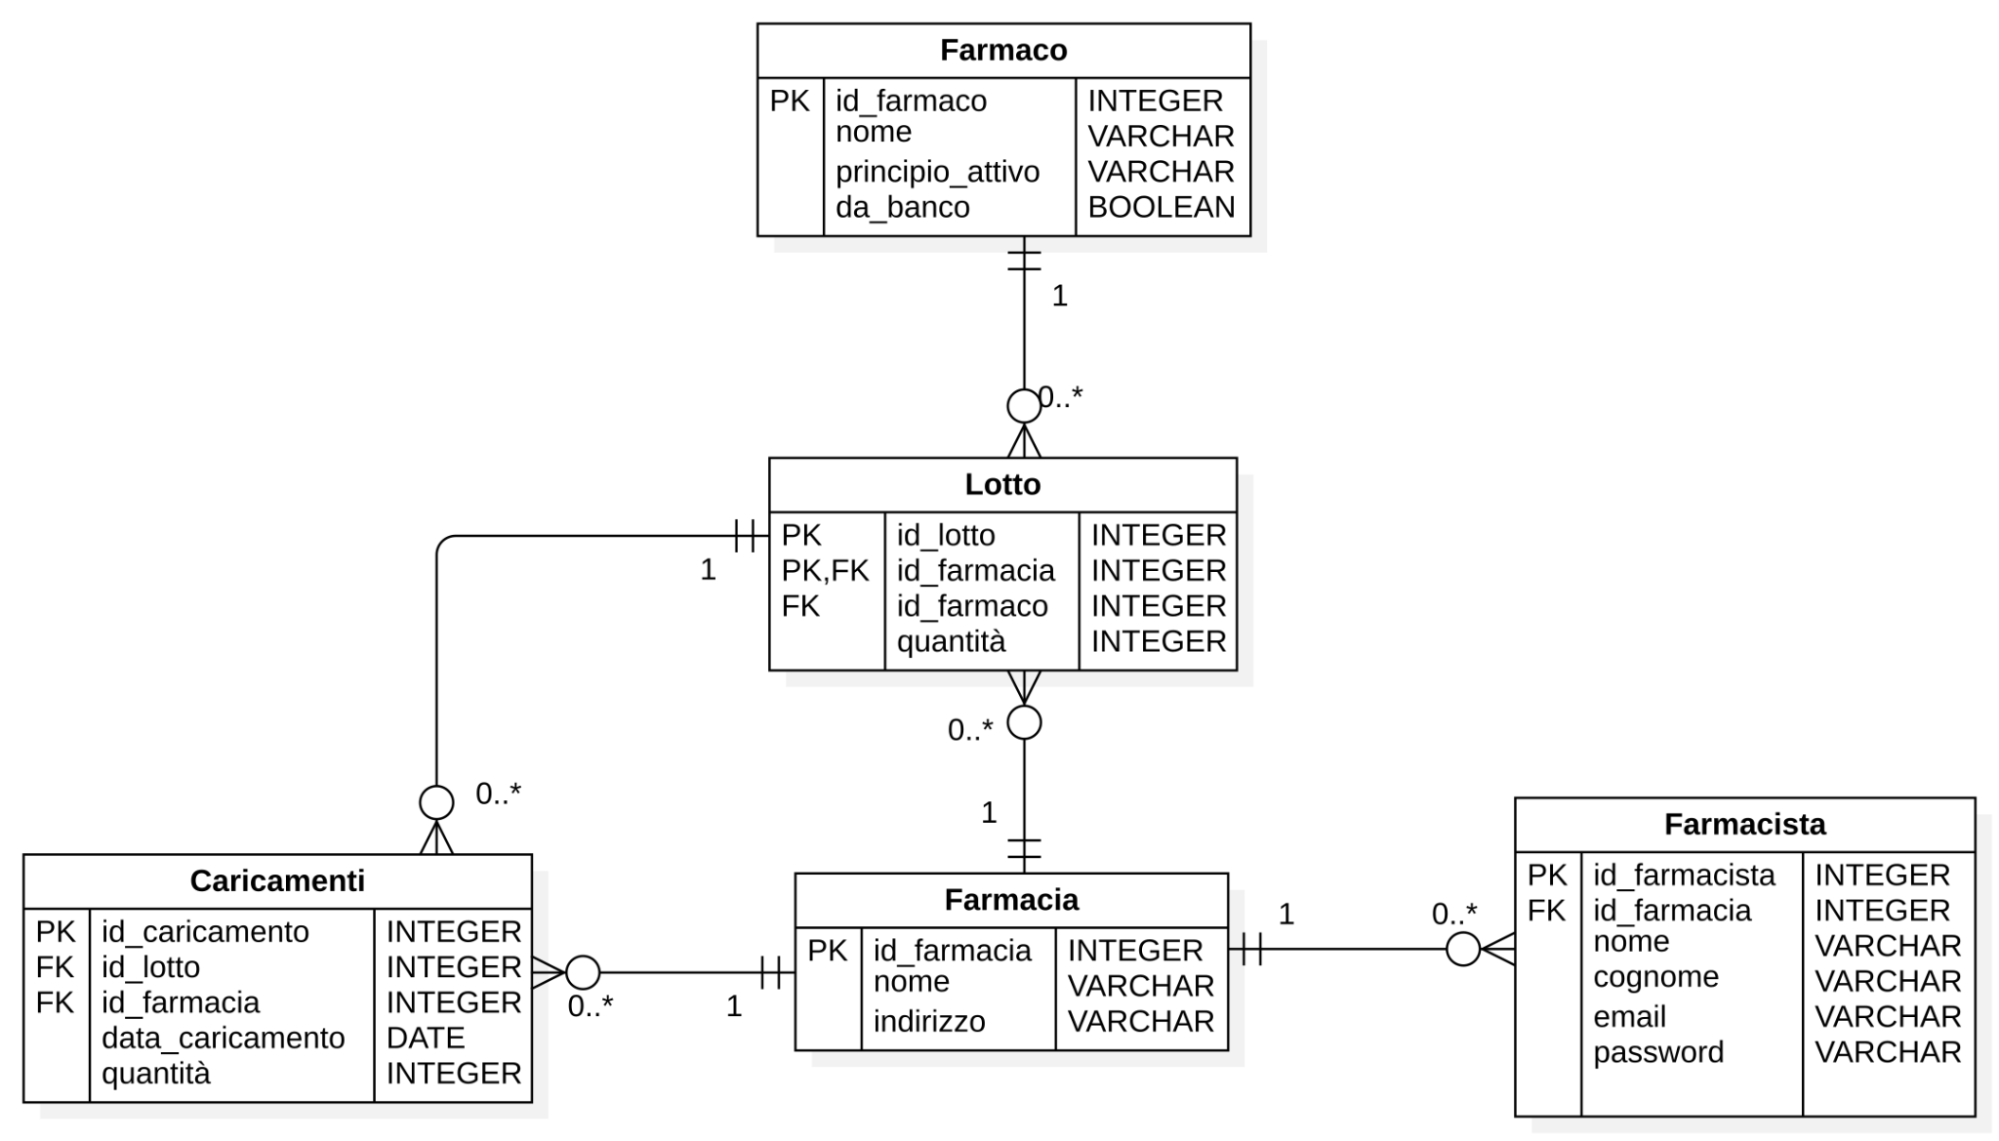 Farmaco
PK id_farmaco INTEGER
nome VARCHAR
principio_attivo VARCHAR
da_banco BOOLEAN
1
0..*
Lotto
PK id_lotto INTEGER
PK,FK id_farmacia INTEGER
FK id_farmaco INTEGER
quantità INTEGER
1
0..*
0..*
1
Caricamenti
PK id_caricamento INTEGER
FK id_lotto INTEGER
FK id_farmacia INTEGER
data_caricamento DATE
quantità INTEGER
0..*
1
Farmacia
PK id_farmacia INTEGER
nome VARCHAR
indirizzo VARCHAR
1
0..*
Farmacista
PK id_farmacista INTEGER
FK id_farmacia INTEGER
nome VARCHAR
cognome VARCHAR
email VARCHAR
password VARCHAR